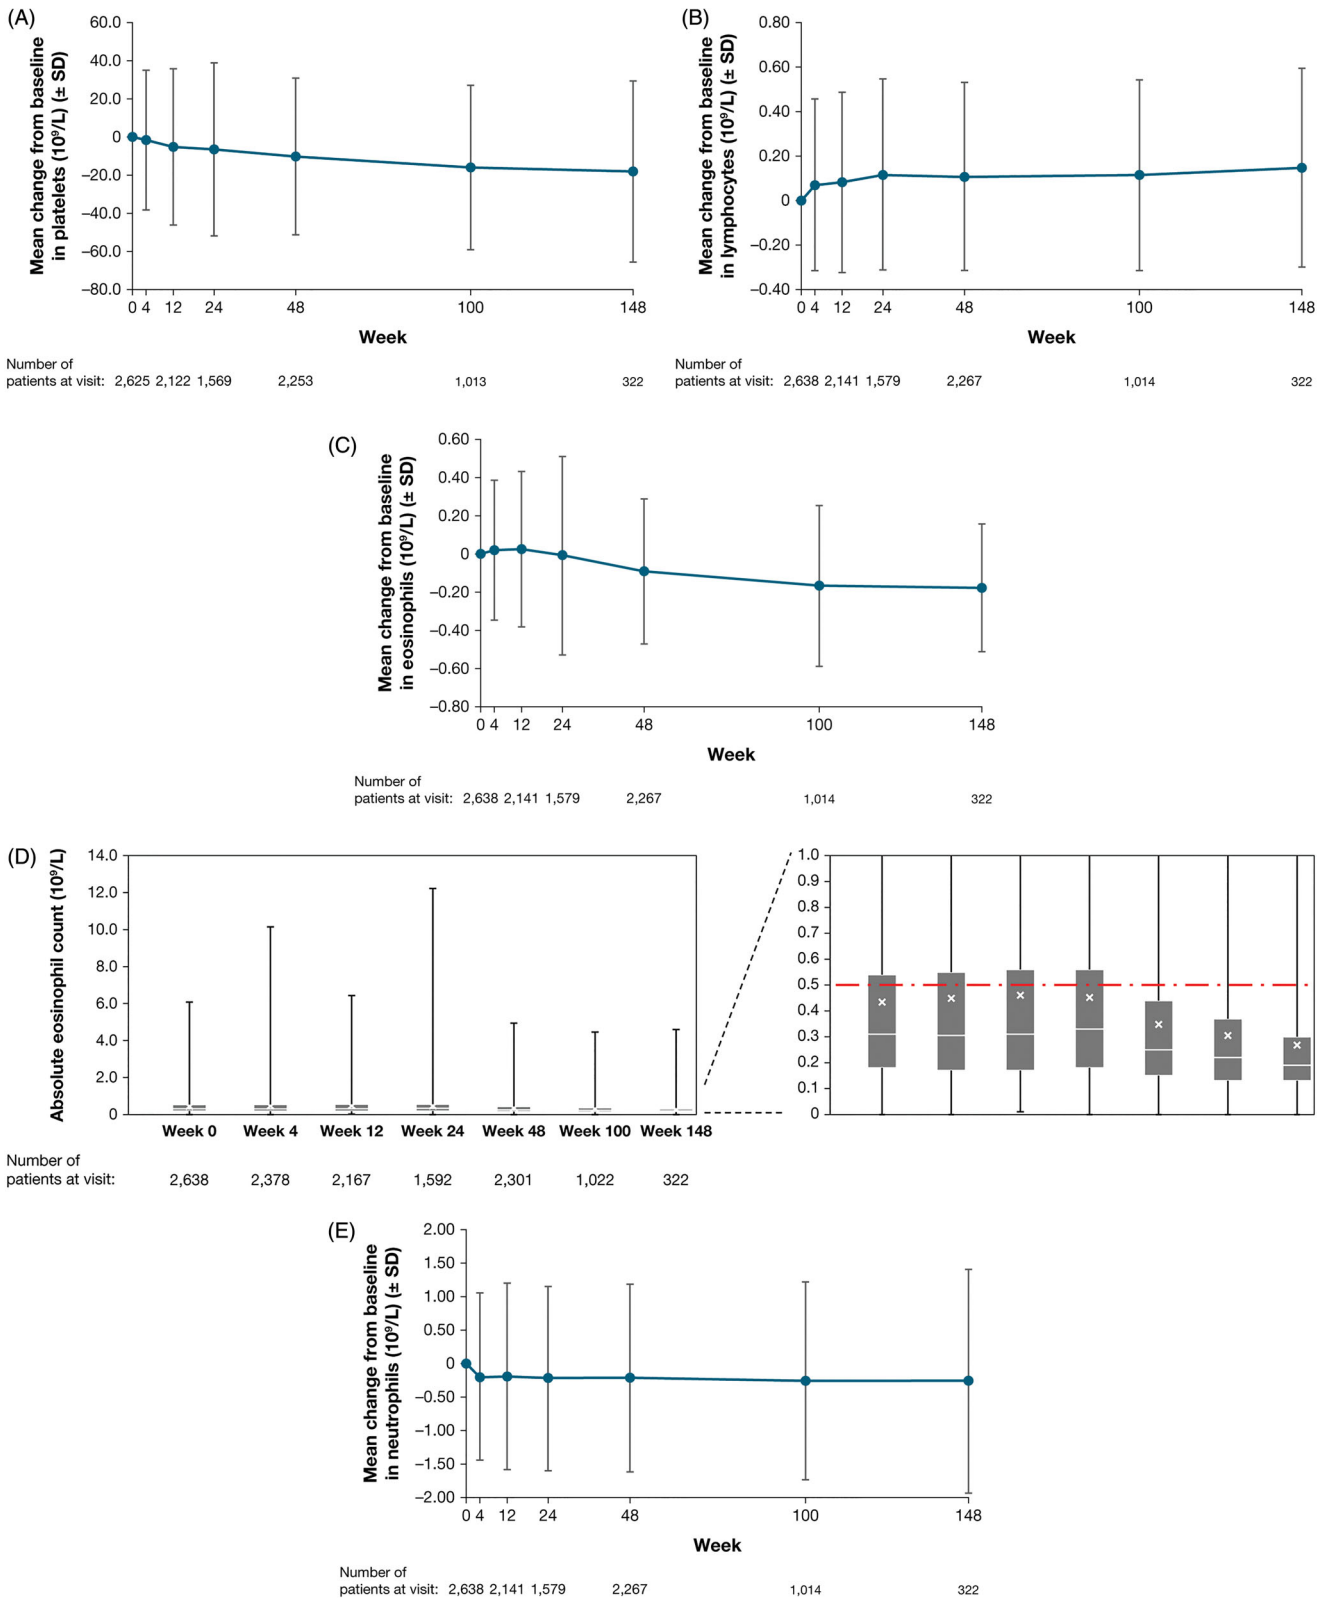 (A)
Mean change from baseline
in platelets (10⁹/L) (± SD)
60.0
40.0
20.0
0
–20.0
–40.0
–60.0
–80.0
0 4 12 24 48 100 148
Week
Number of
patients at visit: 2,625 2,122 1,569 2,253 1,013 322
(B)
Mean change from baseline
in lymphocytes (10⁹/L) (± SD)
0.80
0.60
0.40
0.20
0
–0.20
–0.40
0 4 12 24 48 100 148
Week
Number of
patients at visit: 2,638 2,141 1,579 2,267 1,014 322
(C)
Mean change from baseline
in eosinophils (10⁹/L) (± SD)
0.60
0.40
0.20
0
–0.20
–0.40
–0.60
–0.80
0 4 12 24 48 100 148
Week
Number of
patients at visit: 2,638 2,141 1,579 2,267 1,014 322
(D)
Absolute eosinophil count (10⁹/L)
14.0
12.0
10.0
8.0
6.0
4.0
2.0
0
Week 0 Week 4 Week 12 Week 24 Week 48 Week 100 Week 148
Number of
patients at visit: 2,638 2,378 2,167 1,592 2,301 1,022 322
1.0
0.9
0.8
0.7
0.6
0.5
0.4
0.3
0.2
0.1
0
(E)
Mean change from baseline
in neutrophils (10⁹/L) (± SD)
2.00
1.50
1.00
0.50
0
–0.50
–1.00
–1.50
–2.00
0 4 12 24 48 100 148
Week
Number of
patients at visit: 2,638 2,141 1,579 2,267 1,014 322